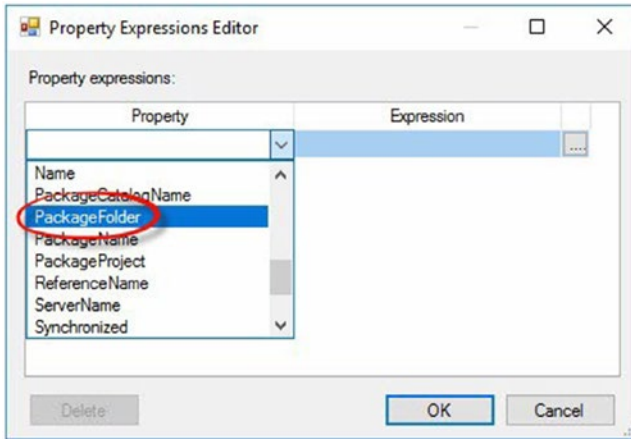 Property Expressions Editor
Property expressions:
Property Expression
...
Name
PackageCatalogName
PackageFolder
PackageName
PackageProject
ReferenceName
ServerName
Synchronized
Delete OK Cancel